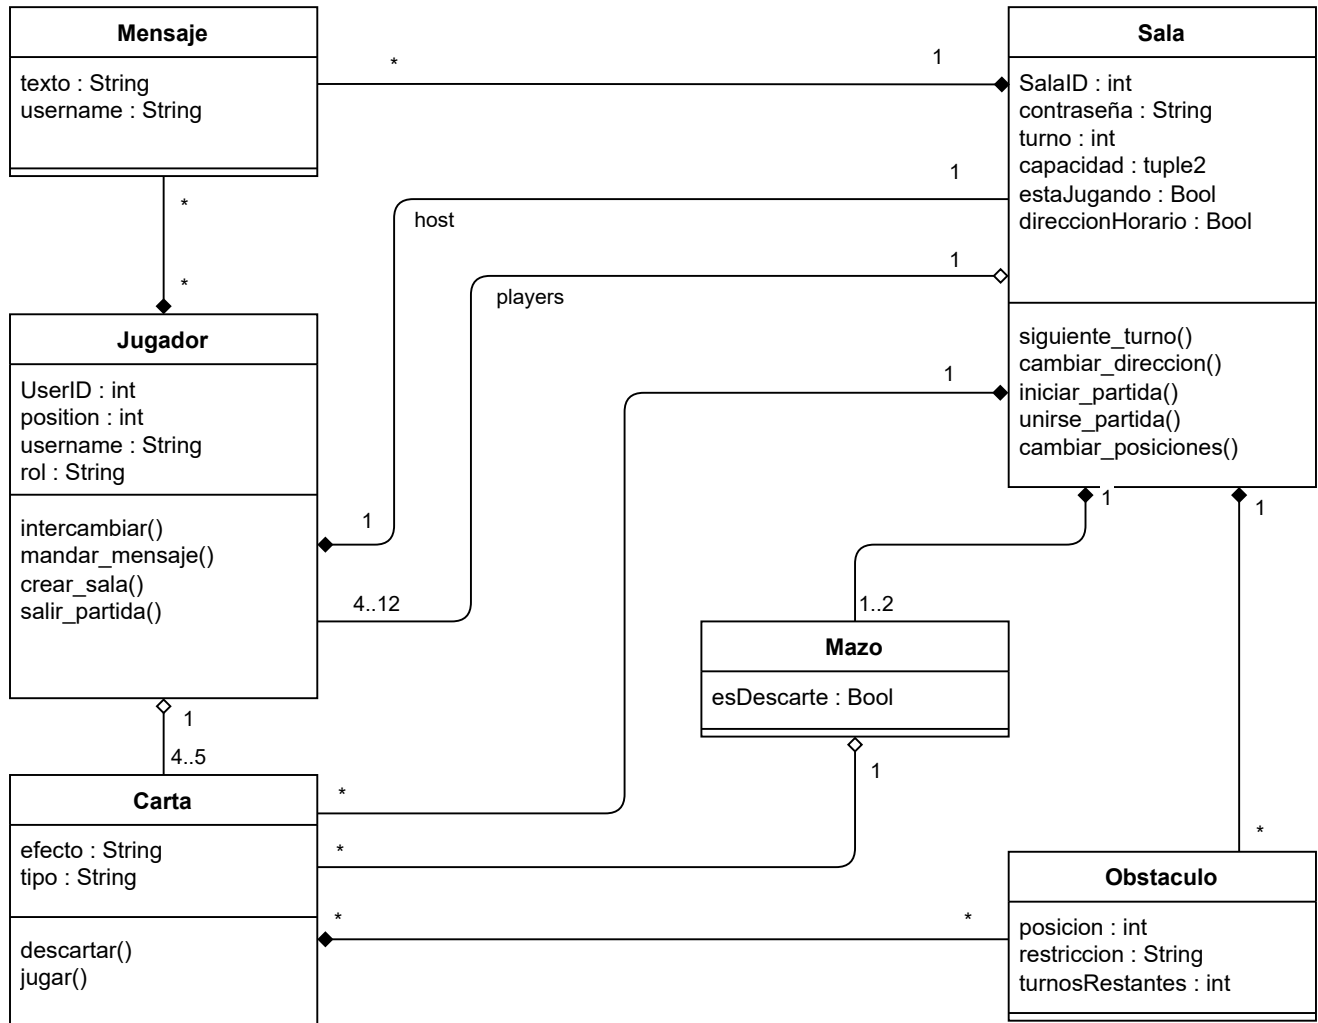 Mensaje
texto : String
username : String
*
1
Sala
SalaID : int
contraseña : String
turno : int
capacidad : tuple2
estaJugando : Bool
direccionHorario : Bool
siguiente_turno()
cambiar_direccion()
iniciar_partida()
unirse_partida()
cambiar_posiciones()
*
*
1
host
1
players
1
Jugador
UserID : int
position : int
username : String
rol : String
intercambiar()
mandar_mensaje()
crear_sala()
salir_partida()
1
4..12
1
1
1..2
Mazo
esDescarte : Bool
1
4..5
1
Carta
efecto : String
tipo : String
descartar()
jugar()
*
*
*
*
*
Obstaculo
posicion : int
restriccion : String
turnosRestantes : int